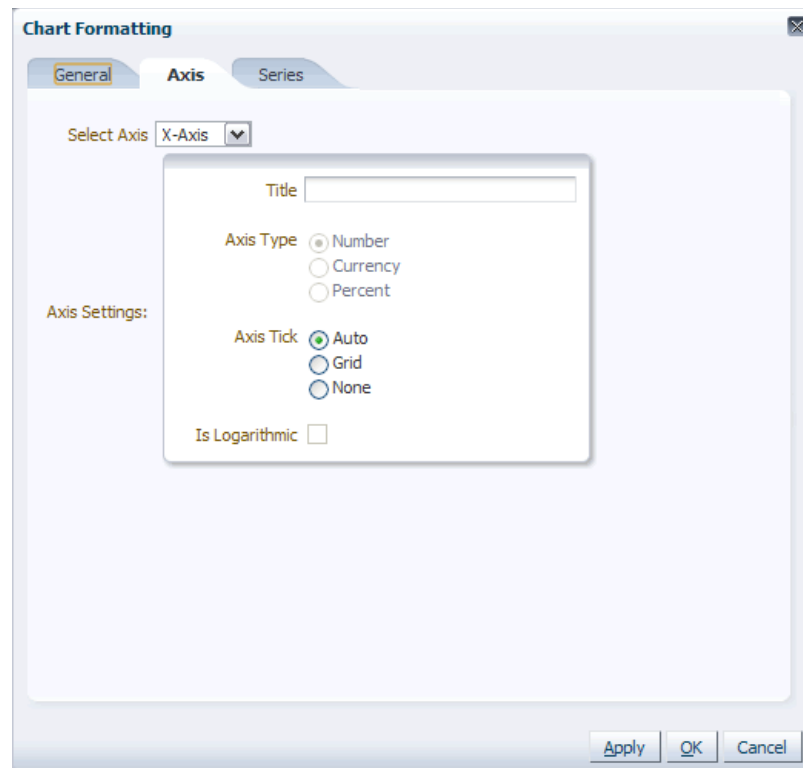 Chart Formatting
General Axis Series
Select Axis X-Axis
Title
Axis Type Number
Currency
Percent
Axis Settings:
Axis Tick Auto
Grid
None
Is Logarithmic
Apply OK Cancel